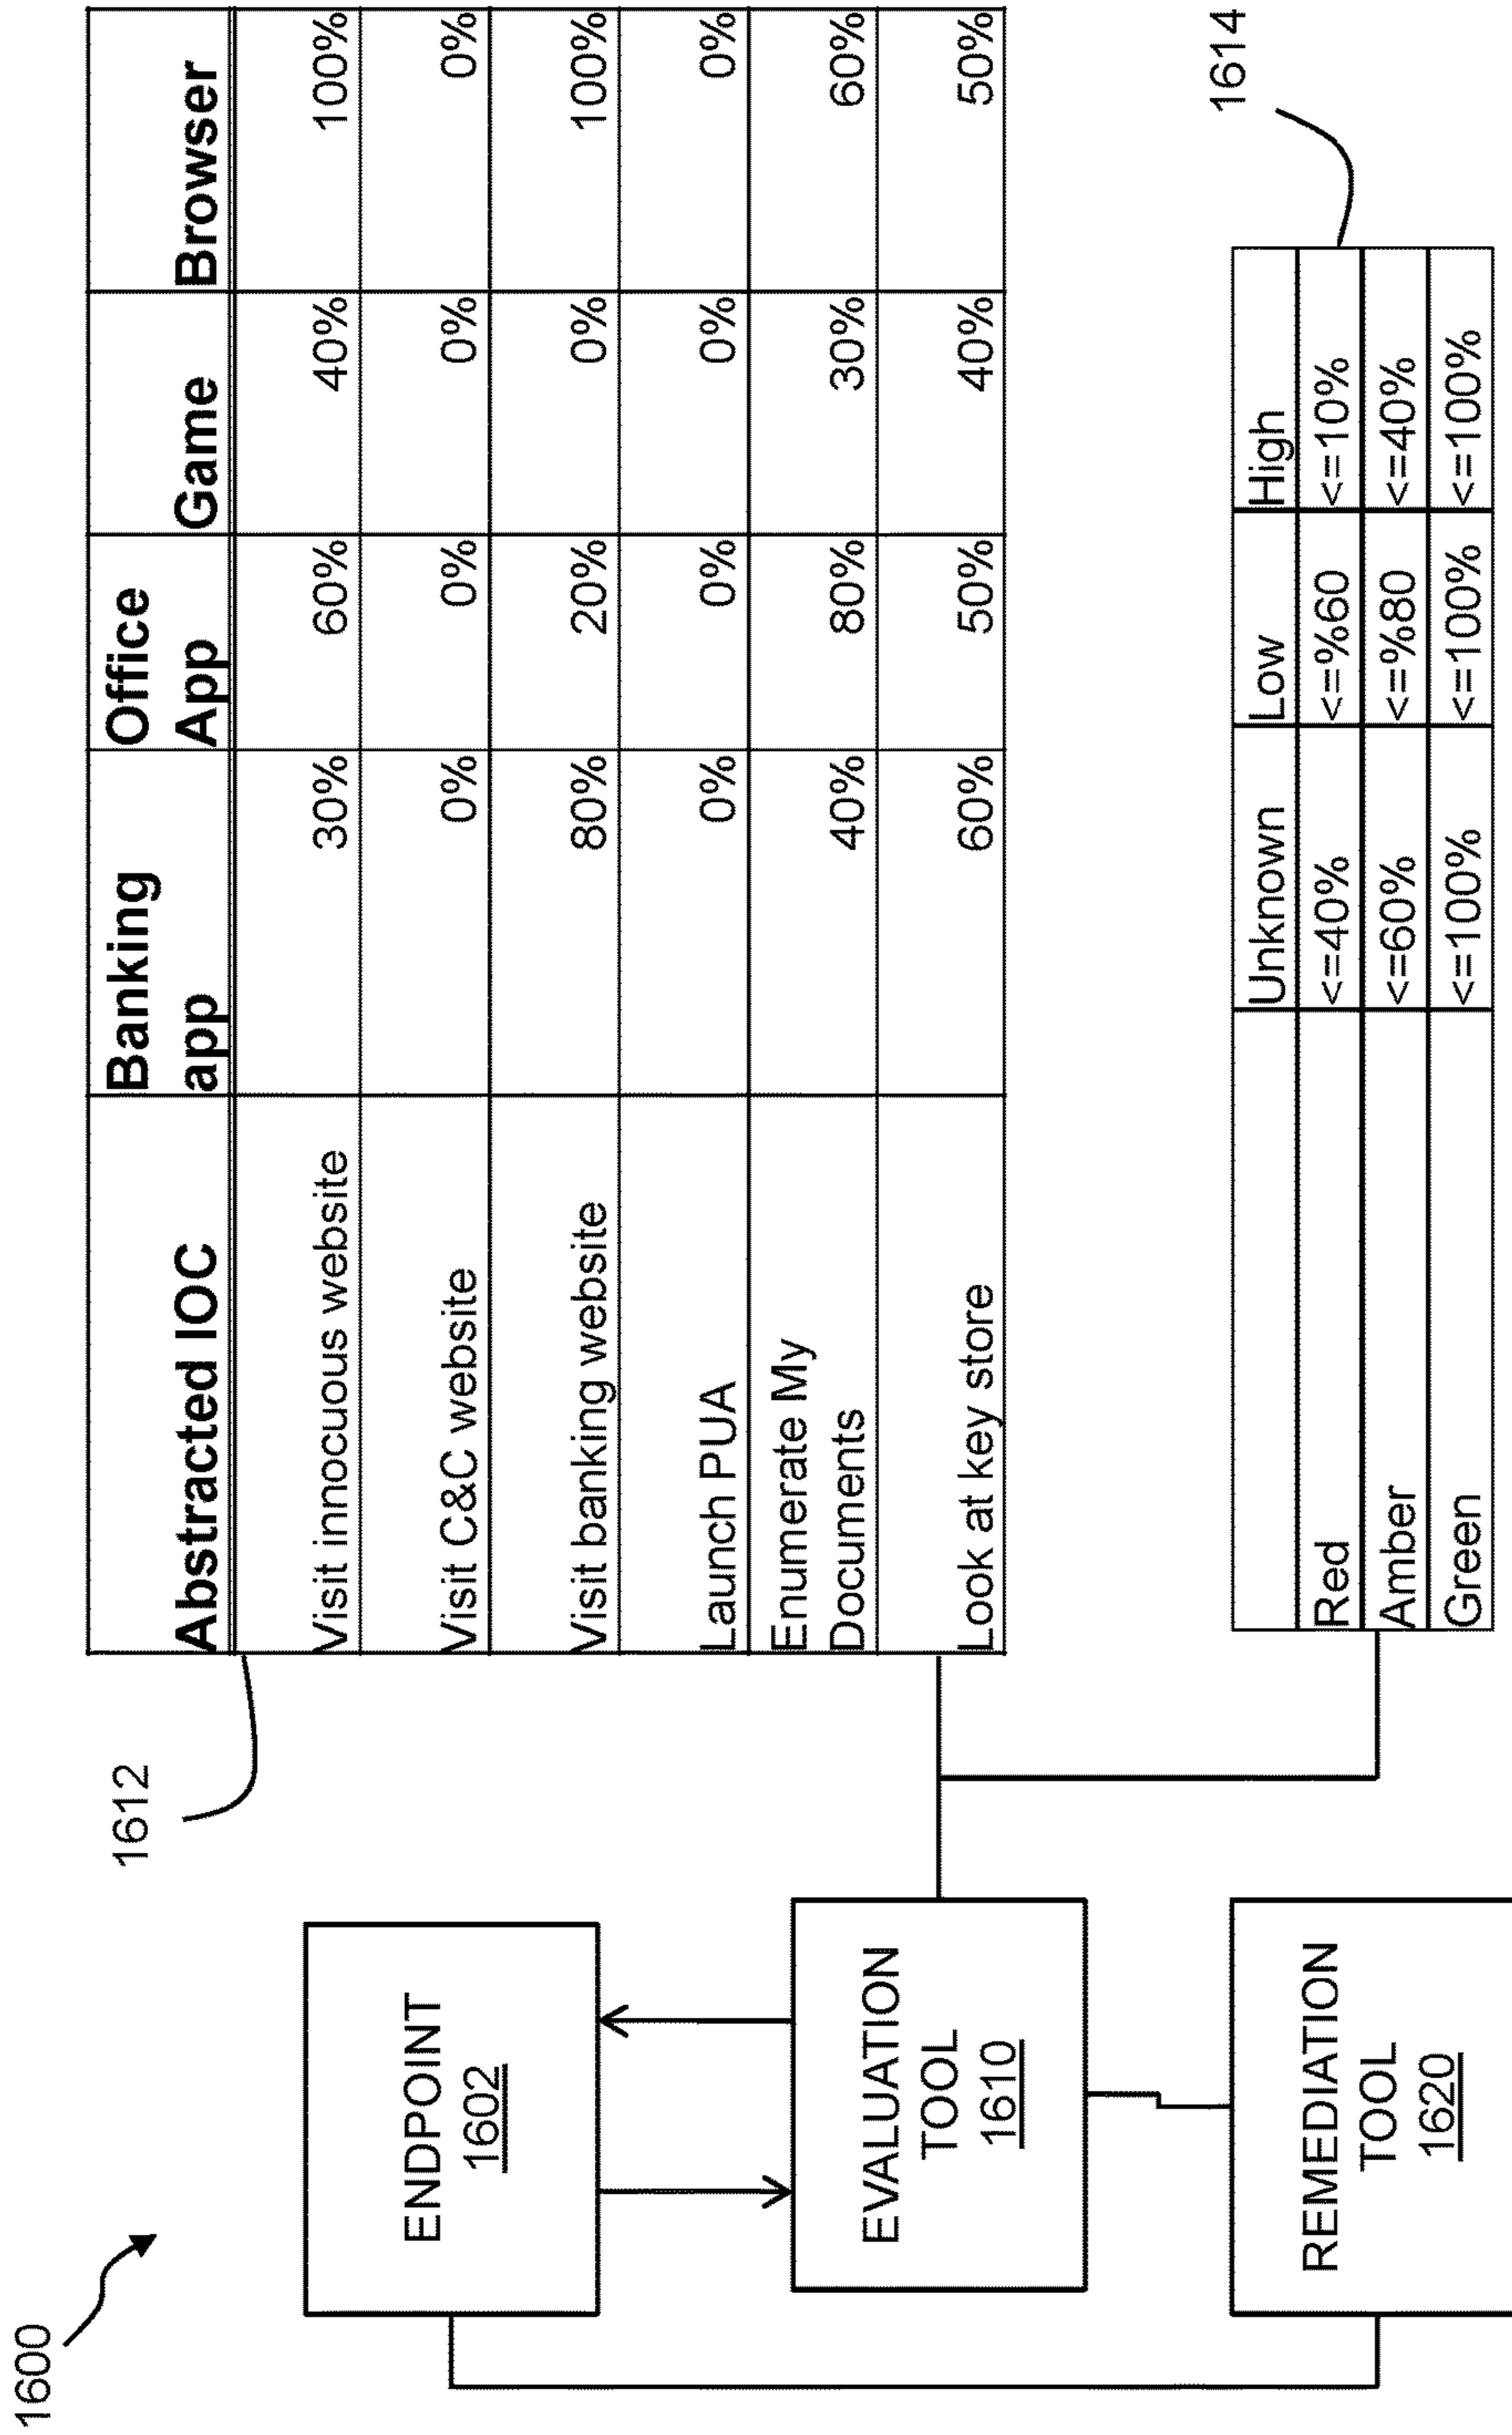 1600
ENDPOINT
1602
EVALUATION
TOOL
1610
REMEDIATION
TOOL
1620
1612
Abstracted IOC Banking app Office App Game Browser
Visit innocuous website 30% 60% 40% 100%
Visit C&C website 0% 0% 0% 0%
Visit banking website 80% 20% 0% 100%
Launch PUA 0% 0% 0% 0%
Enumerate My
Documents 40% 80% 30% 60%
Look at key store 60% 50% 40% 50%
1614
Unknown Low High
Red <=40% <=%60 <=10%
Amber <=60% <=%80 <=40%
Green <=100% <=100% <=100%